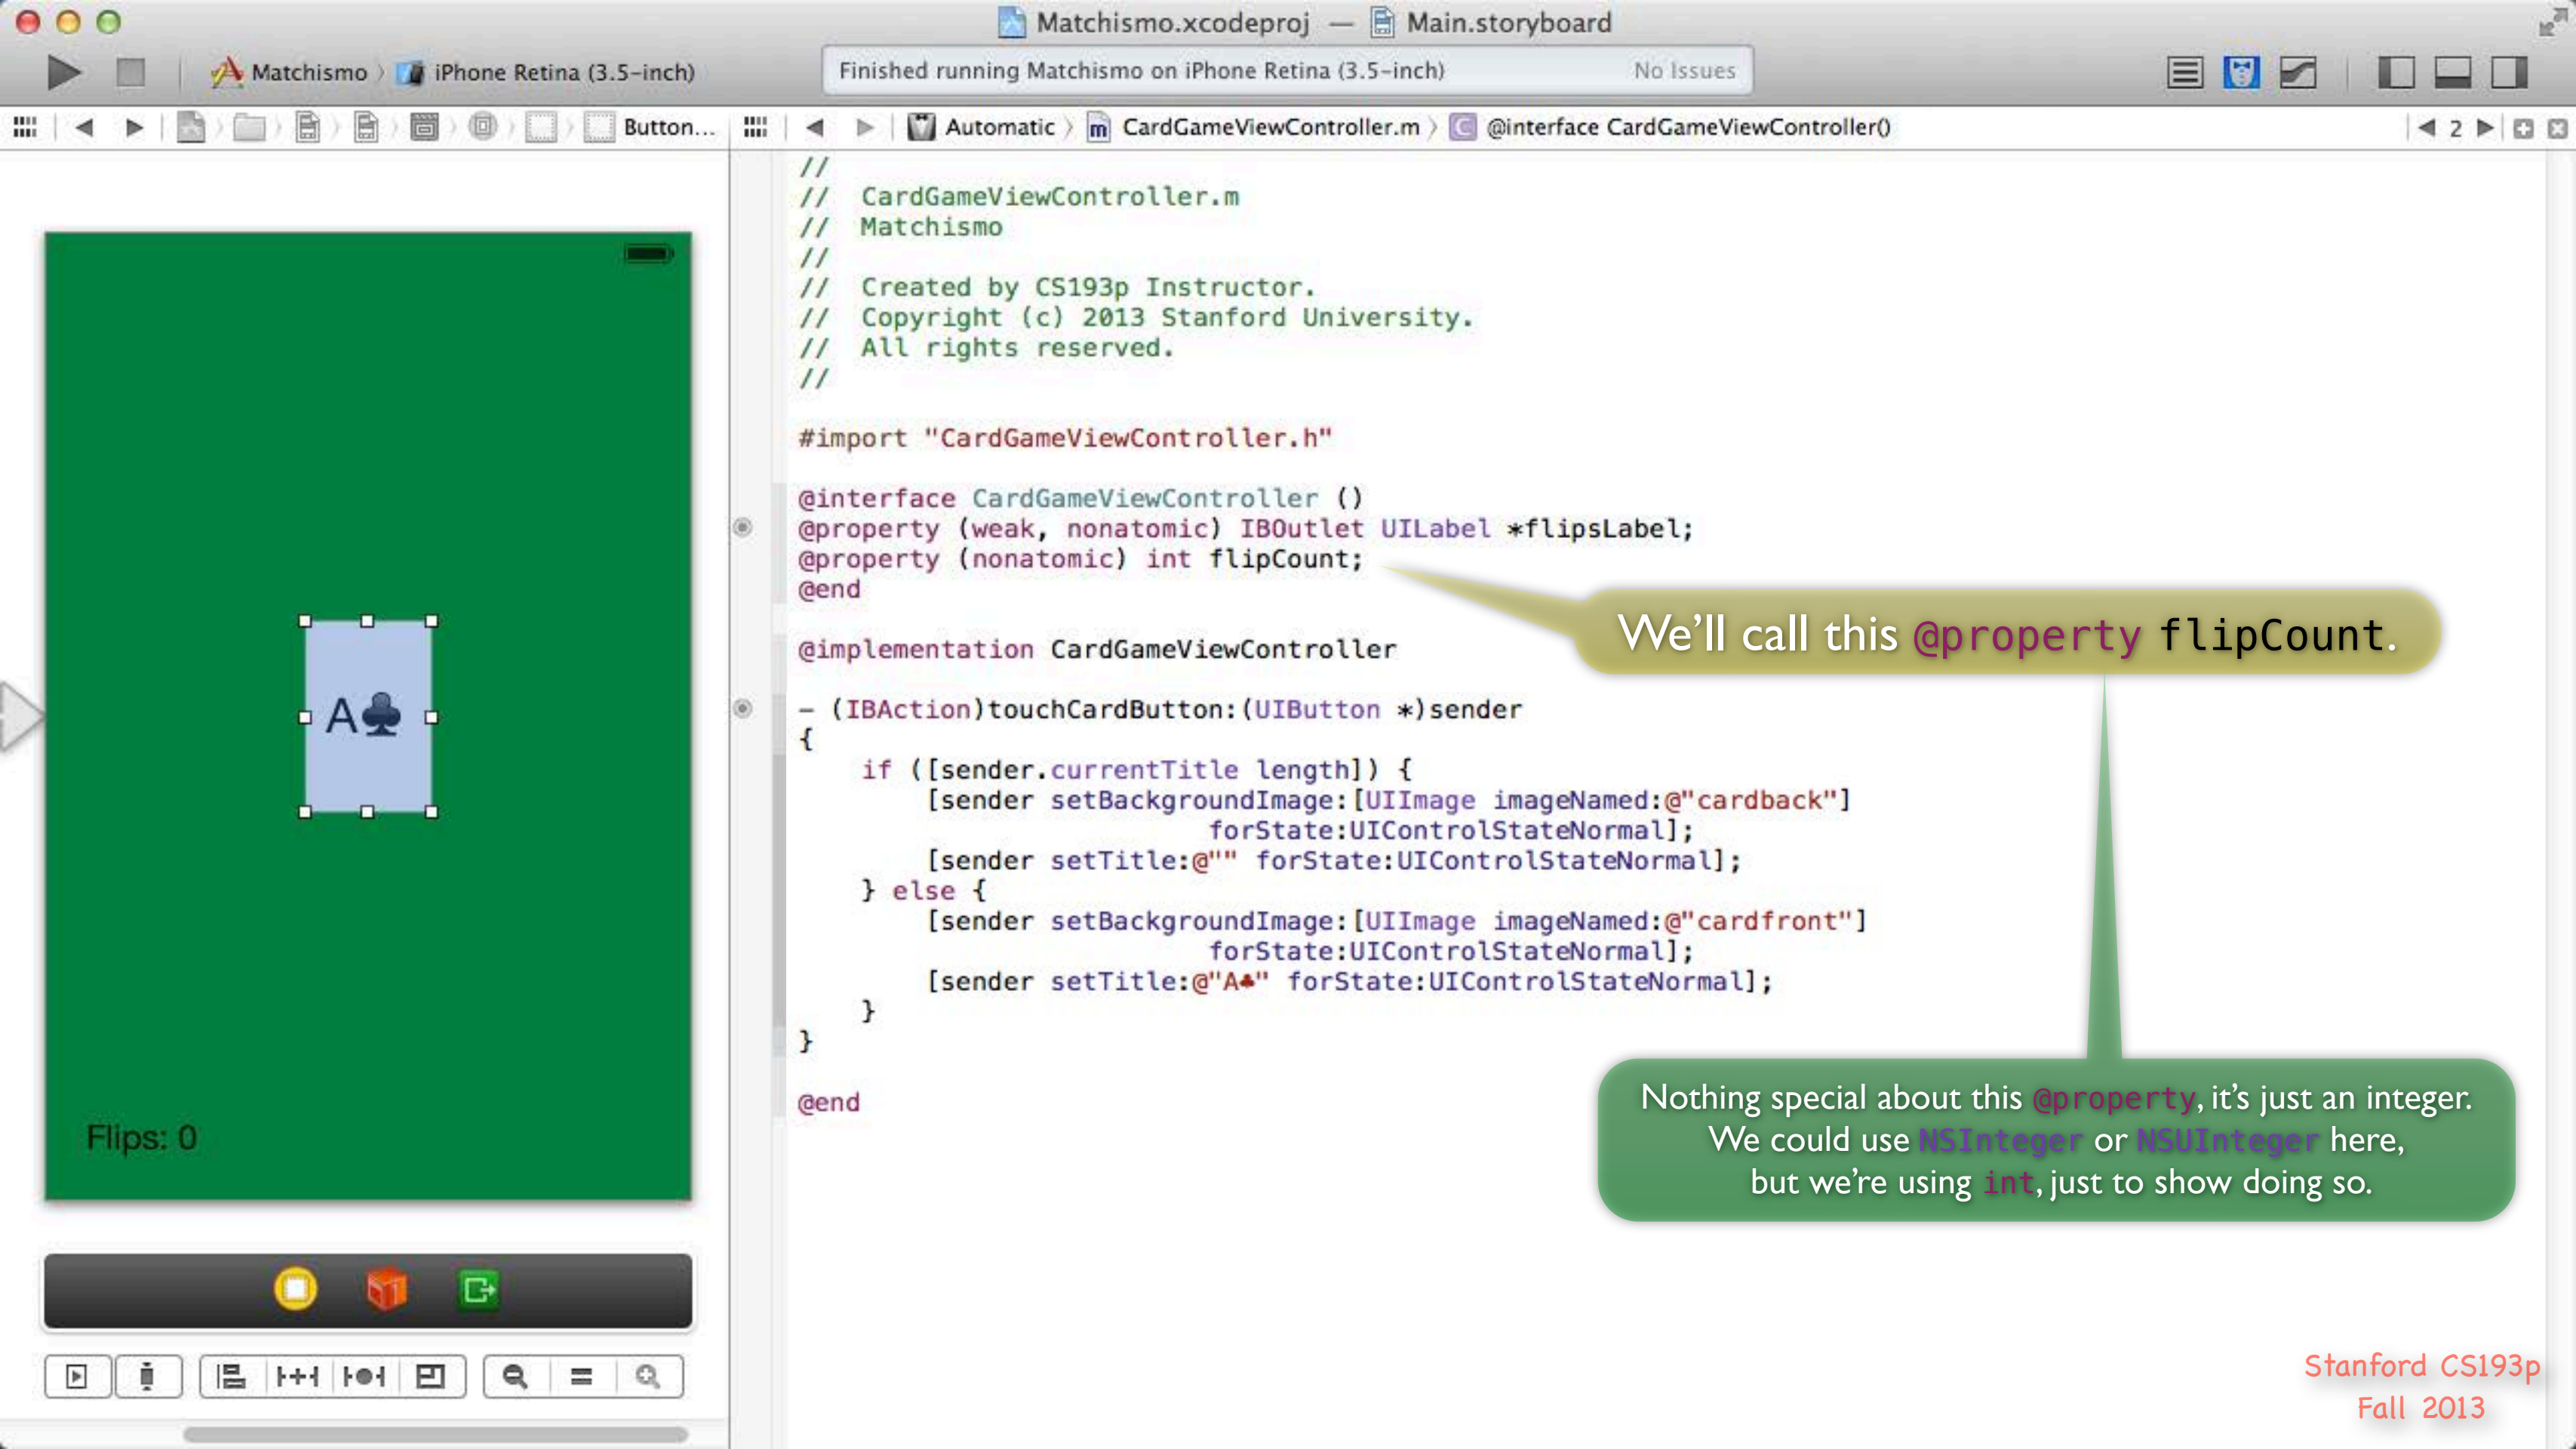 Matchismo.xcodeproj — Main.storyboard
Matchismo iPhone Retina (3.5-inch)
Finished running Matchismo on iPhone Retina (3.5-inch) No Issues
Button...
Automatic m CardGameViewController.m C @interface CardGameViewController()
2
//
// CardGameViewController.m
// Matchismo
//
// Created by CS193p Instructor.
// Copyright (c) 2013 Stanford University.
// All rights reserved.
//
#import "CardGameViewController.h"
@interface CardGameViewController ()
@property (weak, nonatomic) IBOutlet UILabel *flipsLabel;
@property (nonatomic) int flipCount;
@end
@implementation CardGameViewController
- (IBAction)touchCardButton:(UIButton *)sender
{
if ([sender.currentTitle length]) {
[sender setBackgroundImage:[UIImage imageNamed:@"cardback"]
forState:UIControlStateNormal];
[sender setTitle:@"" forState:UIControlStateNormal];
} else {
[sender setBackgroundImage:[UIImage imageNamed:@"cardfront"]
forState:UIControlStateNormal];
[sender setTitle:@"A♣" forState:UIControlStateNormal];
}
}
@end
A♣
Flips: 0
We'll call this @property flipCount.
Nothing special about this @property, it's just an integer.
We could use NSInteger or NSUInteger here,
but we're using int, just to show doing so.
Stanford CS193p
Fall 2013